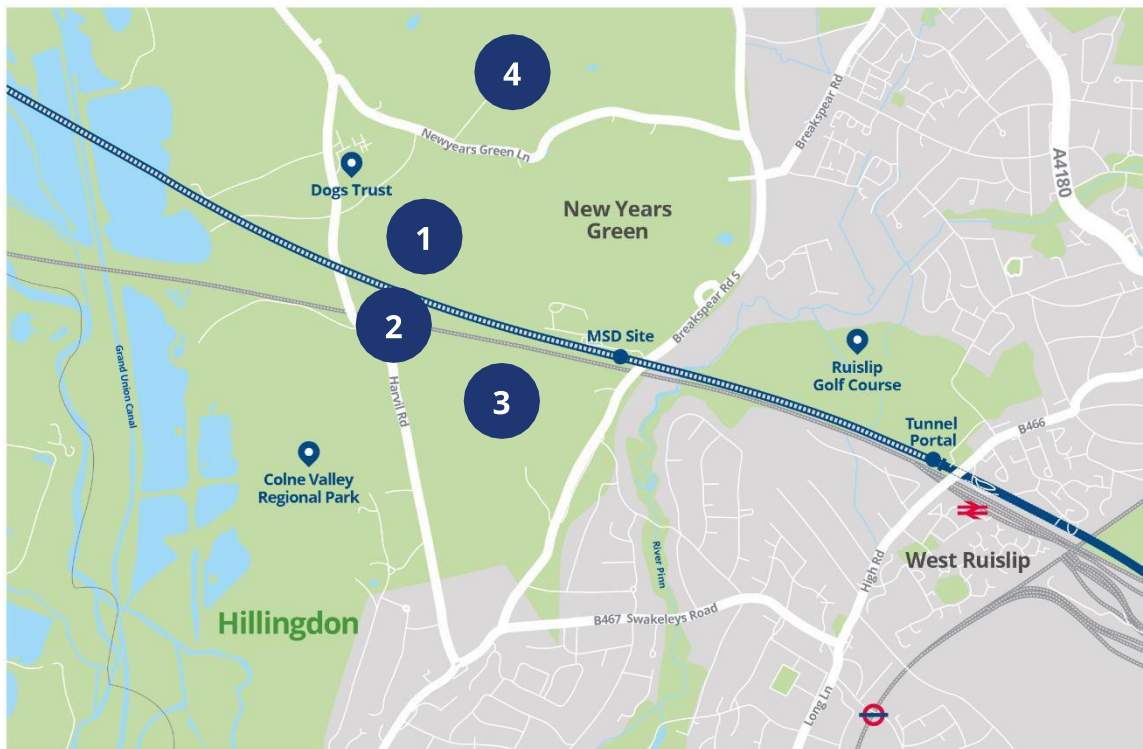 4
Breakspear Rd
A4180
Newyears Green Ln
Dogs Trust
1
New Years
Green
Breakspear Rd S
2
MSD Site
Ruislip
Golf Course
Grand Union Canal
Harvil Rd
3
Tunnel
Portal
B466
Colne Valley
Regional Park
River Pinn
High Rd
West Ruislip
Hillingdon
B467 Swakeleys Road
Long Ln